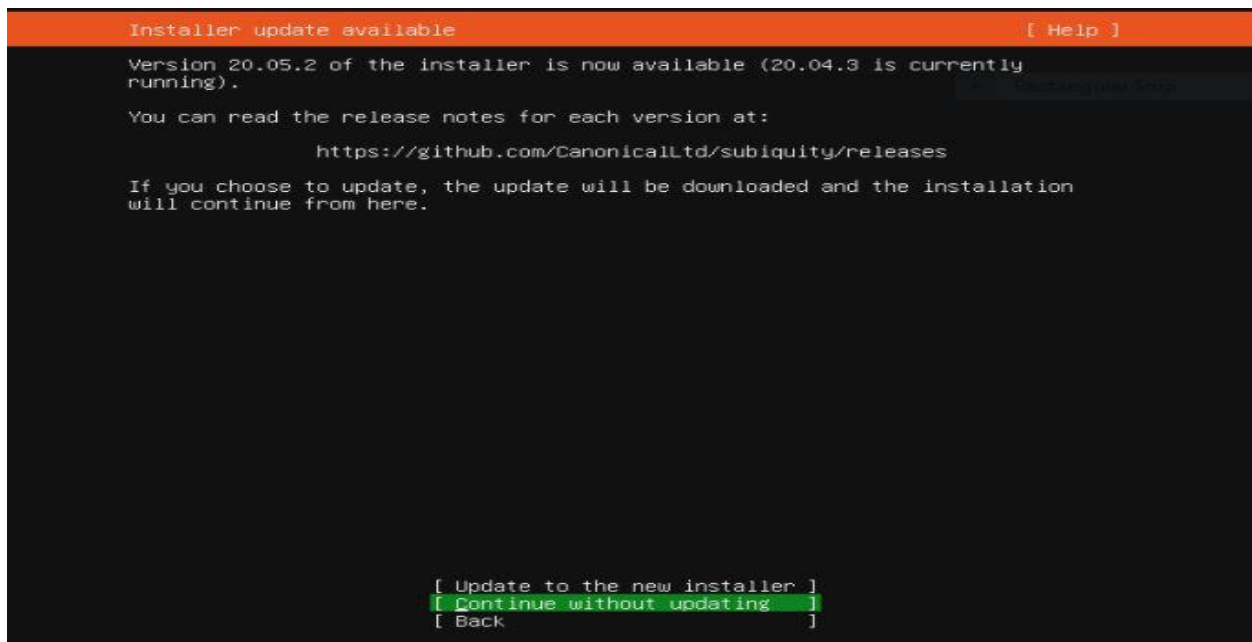 Installer update available [ Help ]
Version 20.05.2 of the installer is now available (20.04.3 is currently
running).
You can read the release notes for each version at:
https://github.com/CanonicalLtd/subiquity/releases
If you choose to update, the update will be downloaded and the installation
will continue from here.
[ Update to the new installer ]
[ Continue without updating ]
[ Back ]